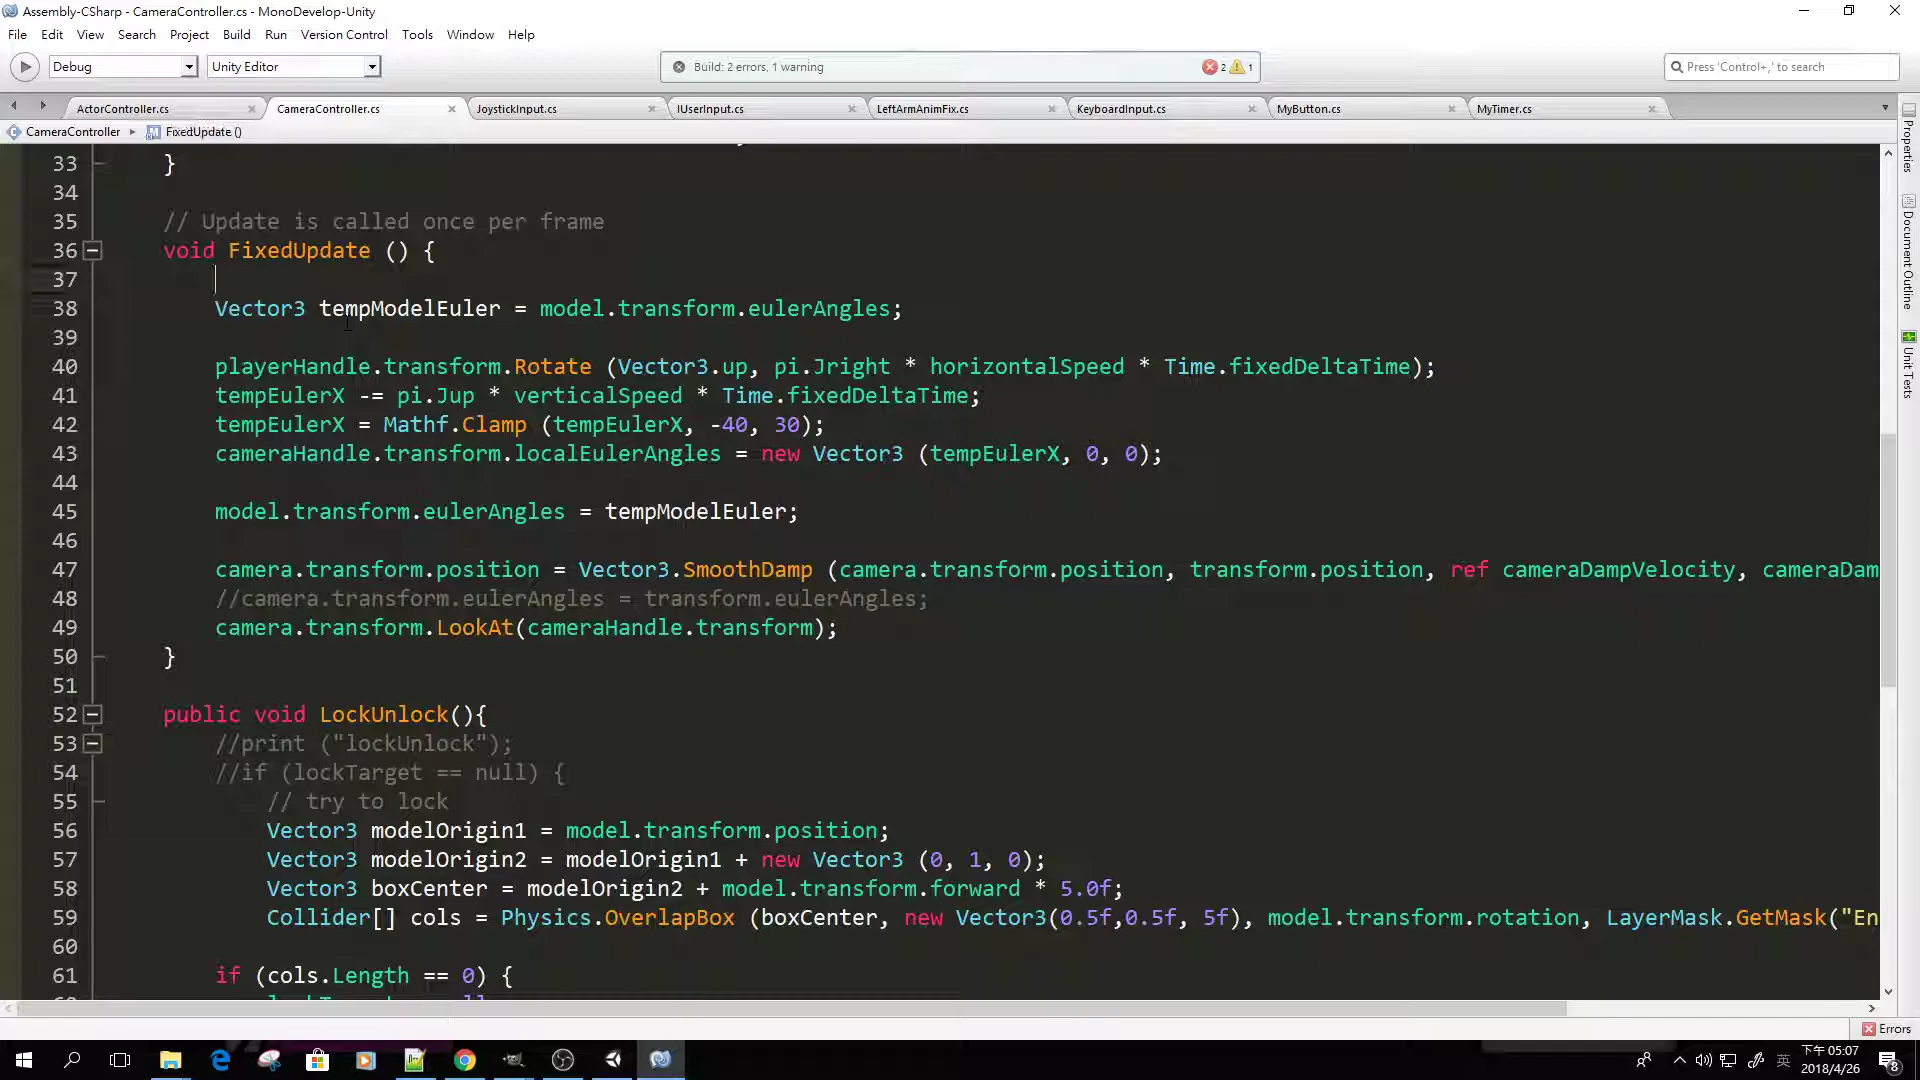 Assembly-CSharp - CameraController.cs - MonoDevelop-Unity
File Edit View Search Project Build Run Version Control Tools Window Help
Debug Unity Editor Build: 2 errors, 1 warning 2 1 Press 'Control+,' to search
ActorController.cs CameraController.cs JoystickInput.cs IUserInput.cs LeftArmAnimFix.cs KeyboardInput.cs MyButton.cs MyTimer.cs
CameraController FixedUpdate ()
33 }
34
35 // Update is called once per frame
36 void FixedUpdate () {
37
38 Vector3 tempModelEuler = model.transform.eulerAngles;
39
40 playerHandle.transform.Rotate (Vector3.up, pi.Jright * horizontalSpeed * Time.fixedDeltaTime);
41 tempEulerX -= pi.Jup * verticalSpeed * Time.fixedDeltaTime;
42 tempEulerX = Mathf.Clamp (tempEulerX, -40, 30);
43 cameraHandle.transform.localEulerAngles = new Vector3 (tempEulerX, 0, 0);
44
45 model.transform.eulerAngles = tempModelEuler;
46
47 camera.transform.position = Vector3.SmoothDamp (camera.transform.position, transform.position, ref cameraDampVelocity, cameraDam
48 //camera.transform.eulerAngles = transform.eulerAngles;
49 camera.transform.LookAt(cameraHandle.transform);
50 }
51
52 public void LockUnlock(){
53 //print ("lockUnlock");
54 //if (lockTarget == null) {
55 // try to lock
56 Vector3 modelOrigin1 = model.transform.position;
57 Vector3 modelOrigin2 = modelOrigin1 + new Vector3 (0, 1, 0);
58 Vector3 boxCenter = modelOrigin2 + model.transform.forward * 5.0f;
59 Collider[] cols = Physics.OverlapBox (boxCenter, new Vector3(0.5f,0.5f, 5f), model.transform.rotation, LayerMask.GetMask("En
60
61 if (cols.Length == 0) {
Properties
Document Outline
Unit Tests
Errors
英 下午 05:07
2018/4/26
8